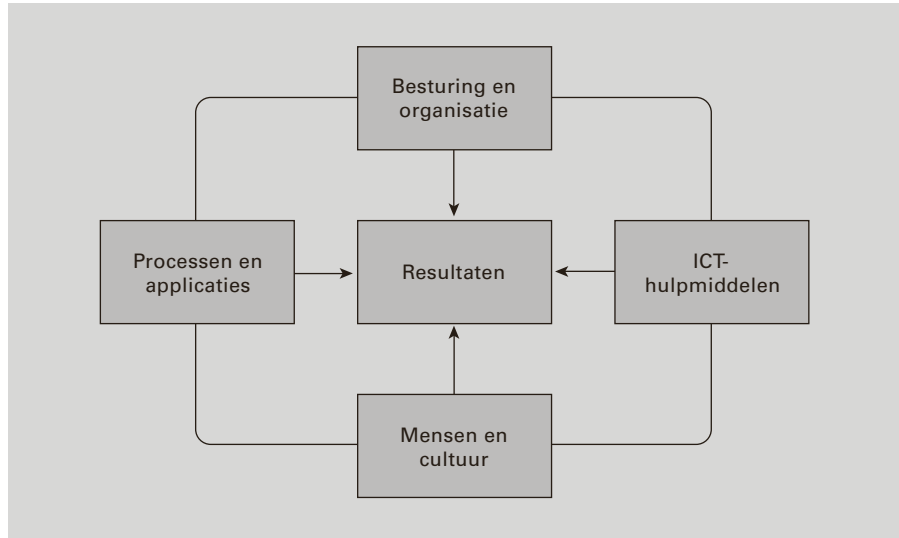 Besturing en
organisatie
Processen en
applicaties
Resultaten
ICT-
hulpmiddelen
Mensen en
cultuur